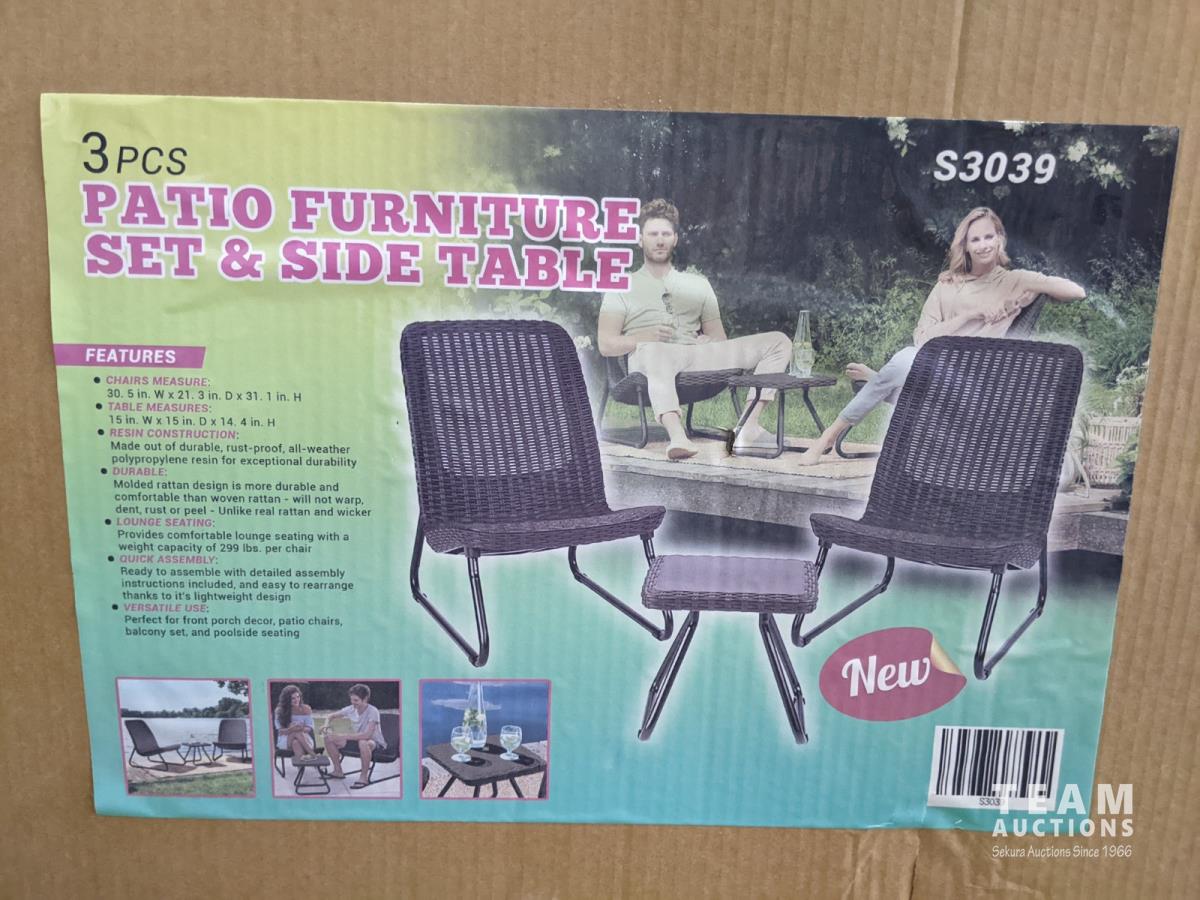 3 PCS
PATIO FURNITURE
SET & SIDE TABLE
S3039
FEATURES
• CHAIRS MEASURE:
30. 5 in. W x 21. 3 in. D x 31. 1 in. H
• TABLE MEASURES:
15 in. W x 15 in. D x 14. 4 in. H
• RESIN CONSTRUCTION:
Made out of durable, rust-proof, all-weather
polypropylene resin for exceptional durability
• DURABLE:
Molded rattan design is more durable and
comfortable than woven rattan - will not warp,
dent, rust or peel - Unlike real rattan and wicker
• LOUNGE SEATING:
Provides comfortable lounge seating with a
weight capacity of 299 lbs. per chair
• QUICK ASSEMBLY:
Ready to assemble with detailed assembly
instructions included, and easy to rearrange
thanks to it's lightweight design
• VERSATILE USE:
Perfect for front porch decor, patio chairs,
balcony set, and poolside seating
New
S3039
TEAM
AUCTIONS
Sekura Auctions Since 1966